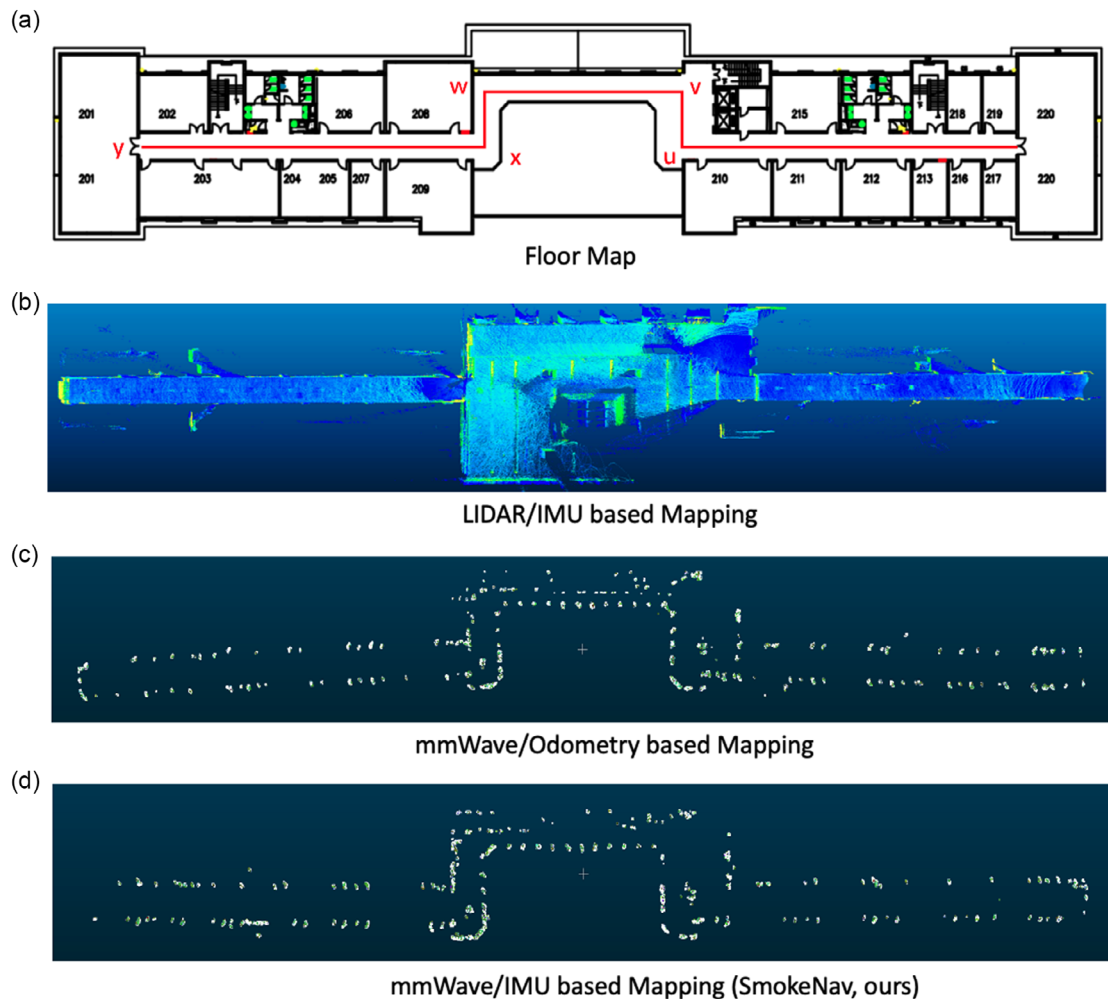 (a)
w
v
201
202
206
208
215
218
219
220
y
x
u
201
203
204
205
207
209
210
211
212
213
216
217
220
Floor Map
(b)
LIDAR/IMU based Mapping
(c)
mmWave/Odometry based Mapping
(d)
mmWave/IMU based Mapping (SmokeNav, ours)